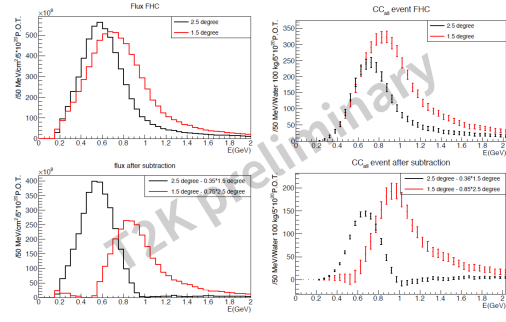 Flux FHC
2.5 degree
1.5 degree
/50 MeV/cm²/5*10²⁰P.O.T.
×10⁹
500
400
300
200
100
0
0 0.2 0.4 0.6 0.8 1 1.2 1.4 1.6 1.8 2
E(GeV)
CCall event FHC
2.5 degree
1.5 degree
/50 MeV/Water 100 kg/5*10²⁰P.O.T.
400
350
300
250
200
150
100
50
0
0 0.2 0.4 0.6 0.8 1 1.2 1.4 1.6 1.8 2
E(GeV)
flux after subtraction
2.5 degree - 0.35*1.5 degree
1.5 degree - 0.75*2.5 degree
/50 MeV/cm²/5*10²⁰P.O.T.
400
350
300
250
200
150
100
50
0
0 0.2 0.4 0.6 0.8 1 1.2 1.4 1.6 1.8 2
E(GeV)
CCall event after subtraction
2.5 degree - 0.36*1.5 degree
1.5 degree - 0.85*2.5 degree
/50 MeV/Water 100 kg/5*10²⁰P.O.T.
200
150
100
50
0
0 0.2 0.4 0.6 0.8 1 1.2 1.4 1.6 1.8 2
E(GeV)
T2K preliminary